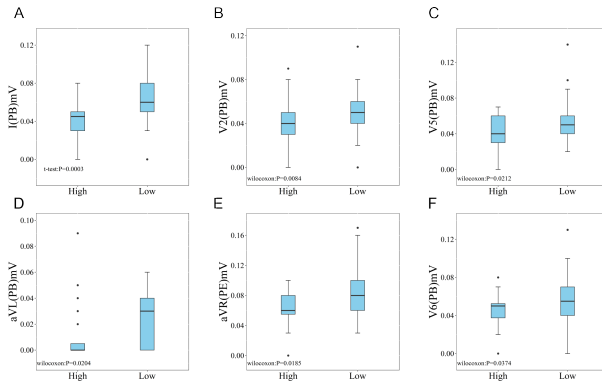 A
I(PB)mV
0.12
0.08
0.04
0.00
t-test:P=0.0003
High
Low
B
V2(PB)mV
0.12
0.08
0.04
0.00
wilocoxon:P=0.0084
High
Low
C
V5(PB)mV
0.12
0.08
0.04
0.00
wilocoxon:P=0.0212
High
Low
D
aVL(PB)mV
0.10
0.08
0.06
0.04
0.02
0.00
wilocoxon:P=0.0204
High
Low
E
aVR(PE)mV
0.16
0.12
0.08
0.04
0.00
wilocoxon:P=0.0185
High
Low
F
V6(PB)mV
0.12
0.08
0.04
0.00
wilocoxon:P=0.0374
High
Low